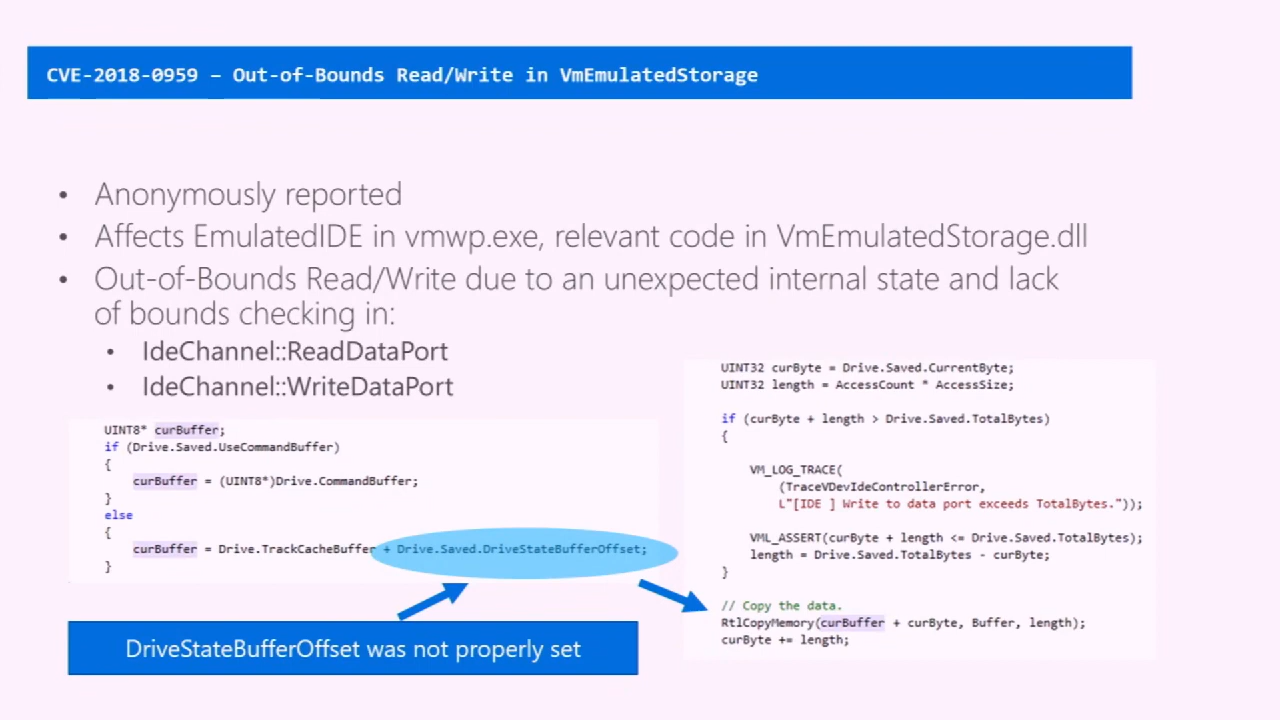 CVE-2018-0959 – Out-of-Bounds Read/Write in VmEmulatedStorage
• Anonymously reported
• Affects EmulatedIDE in vmwp.exe, relevant code in VmEmulatedStorage.dll
• Out-of-Bounds Read/Write due to an unexpected internal state and lack
of bounds checking in:
• IdeChannel::ReadDataPort
• IdeChannel::WriteDataPort
UINT8* curBuffer;
if (Drive.Saved.UseCommandBuffer)
{
curBuffer = (UINT8*)Drive.CommandBuffer;
}
else
{
curBuffer = Drive.TrackCacheBuffer + Drive.Saved.DriveStateBufferOffset;
}
DriveStateBufferOffset was not properly set
UINT32 curByte = Drive.Saved.CurrentByte;
UINT32 length = AccessCount * AccessSize;
if (curByte + length > Drive.Saved.TotalBytes)
{
VM_LOG_TRACE(
(TraceVDevIdeControllerError,
L"[IDE ] Write to data port exceeds TotalBytes."));
VML_ASSERT(curByte + length <= Drive.Saved.TotalBytes);
length = Drive.Saved.TotalBytes - curByte;
}
// Copy the data.
RtlCopyMemory(curBuffer + curByte, Buffer, length);
curByte += length;